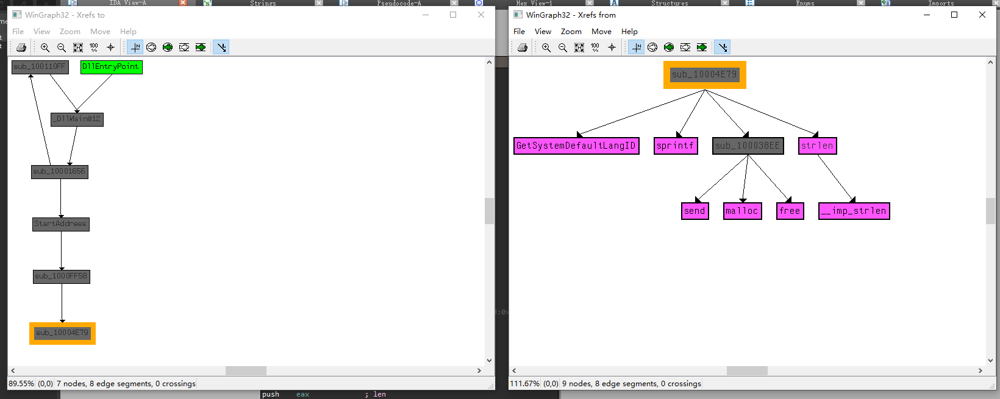 IDA View-A
Strings
Pseudocode-A
Hex View-1
Structures
Enums
Imports
WinGraph32 - Xrefs to
File View Zoom Move Help
100 %
N
sub_100110FF
DllEntryPoint
_DllMain@12
sub_10001656
StartAddress
sub_1000FF58
sub_10004E79
89.55% (0,0) 7 nodes, 8 edge segments, 0 crossings
WinGraph32 - Xrefs from
File View Zoom Move Help
100 %
N
sub_10004E79
GetSystemDefaultLangID
sprintf
sub_100038EE
strlen
send
malloc
free
__imp_strlen
111.67% (0,0) 9 nodes, 8 edge segments, 0 crossings
push eax ; len